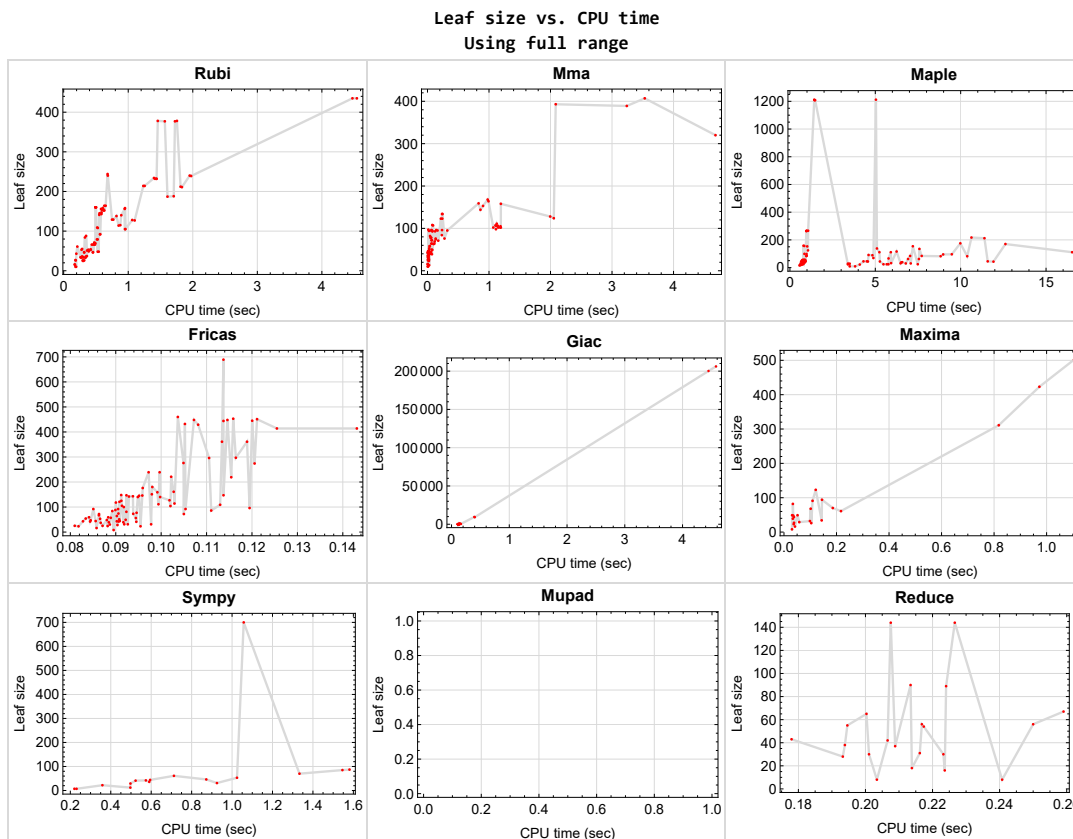 Leaf size vs. CPU time
Using full range
Rubi
Leaf size
400
300
200
100
0
0 1 2 3 4
CPU time (sec)
Mma
Leaf size
400
300
200
100
0
0 1 2 3 4
CPU time (sec)
Maple
Leaf size
1200
1000
800
600
400
200
0
0 5 10 15
CPU time (sec)
Fricas
Leaf size
700
600
500
400
300
200
100
0
0.08 0.09 0.10 0.11 0.12 0.13 0.14
CPU time (sec)
Giac
Leaf size
200 000
150 000
100 000
50 000
0
0 1 2 3 4
CPU time (sec)
Maxima
Leaf size
500
400
300
200
100
0
0.0 0.2 0.4 0.6 0.8 1.0
CPU time (sec)
Sympy
Leaf size
700
600
500
400
300
200
100
0
0.2 0.4 0.6 0.8 1.0 1.2 1.4 1.6
CPU time (sec)
Mupad
Leaf size
1.0
0.8
0.6
0.4
0.2
0.0
0.0 0.2 0.4 0.6 0.8 1.0
CPU time (sec)
Reduce
Leaf size
140
120
100
80
60
40
20
0
0.18 0.20 0.22 0.24
CPU time (sec)